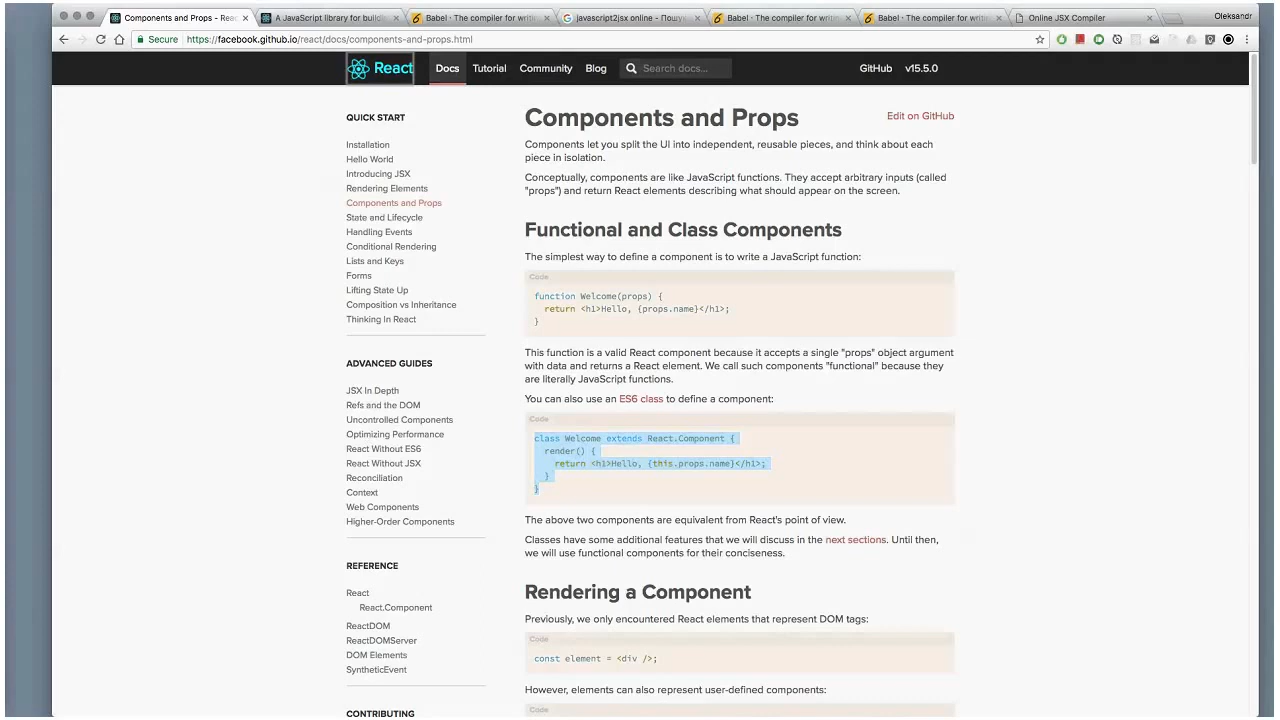 Components and Props - Rea
A JavaScript library for buildin
Babel · The compiler for writin
javascript2jsx online - Пошук
Babel · The compiler for writin
Babel · The compiler for writin
Online JSX Compiler
Oleksandr
Secure https://facebook.github.io/react/docs/components-and-props.html
React Docs Tutorial Community Blog Search docs... GitHub v15.5.0
QUICK START
Installation
Hello World
Introducing JSX
Rendering Elements
Components and Props
State and Lifecycle
Handling Events
Conditional Rendering
Lists and Keys
Forms
Lifting State Up
Composition vs Inheritance
Thinking In React
ADVANCED GUIDES
JSX In Depth
Refs and the DOM
Uncontrolled Components
Optimizing Performance
React Without ES6
React Without JSX
Reconciliation
Context
Web Components
Higher-Order Components
REFERENCE
React
React.Component
ReactDOM
ReactDOMServer
DOM Elements
SyntheticEvent
CONTRIBUTING
Components and Props
Edit on GitHub
Components let you split the UI into independent, reusable pieces, and think about each
piece in isolation.
Conceptually, components are like JavaScript functions. They accept arbitrary inputs (called
"props") and return React elements describing what should appear on the screen.
Functional and Class Components
The simplest way to define a component is to write a JavaScript function:
Code
function Welcome(props) {
return <h1>Hello, {props.name}</h1>;
}
This function is a valid React component because it accepts a single "props" object argument
with data and returns a React element. We call such components "functional" because they
are literally JavaScript functions.
You can also use an ES6 class to define a component:
Code
class Welcome extends React.Component {
render() {
return <h1>Hello, {this.props.name}</h1>;
}
}
The above two components are equivalent from React's point of view.
Classes have some additional features that we will discuss in the next sections. Until then,
we will use functional components for their conciseness.
Rendering a Component
Previously, we only encountered React elements that represent DOM tags:
Code
const element = <div />;
However, elements can also represent user-defined components:
Code